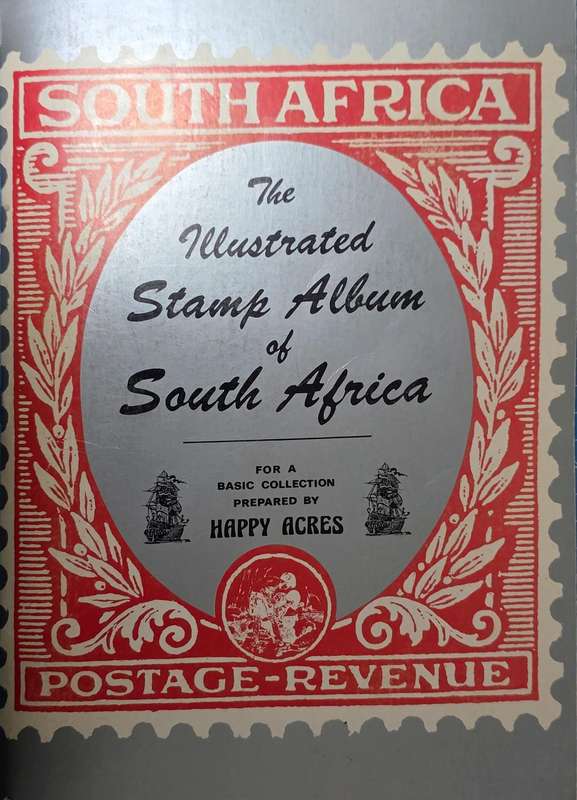 SOUTH AFRICA
The
Illustrated
Stamp Album
of
South Africa
FOR A
BASIC COLLECTION
PREPARED BY
HAPPY ACRES
POSTAGE-REVENUE